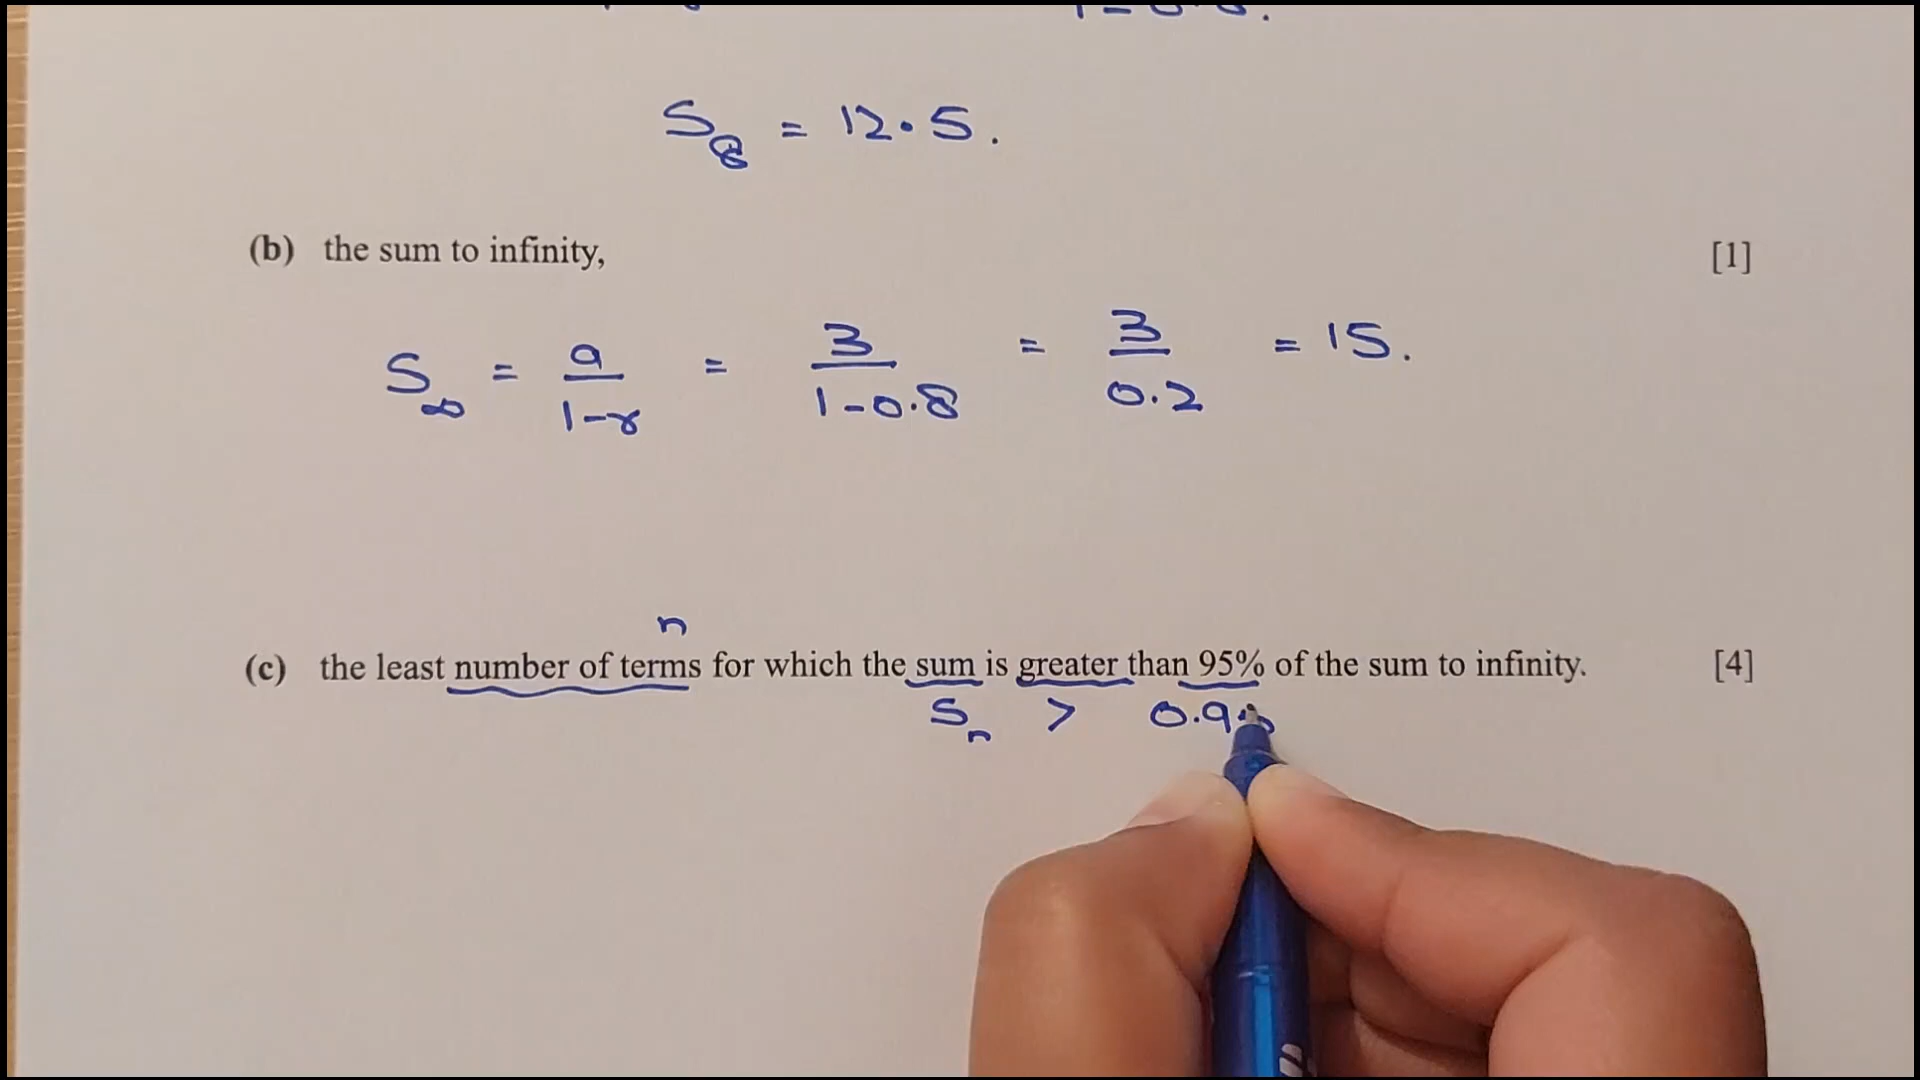 S₈ = 12.5.
(b) the sum to infinity, [1]
S∞ = a/(1-r) = 3/(1-0.8) = 3/0.2 = 15.
n
(c) the least number of terms for which the sum is greater than 95% of the sum to infinity. [4]
Sₙ > 0.9